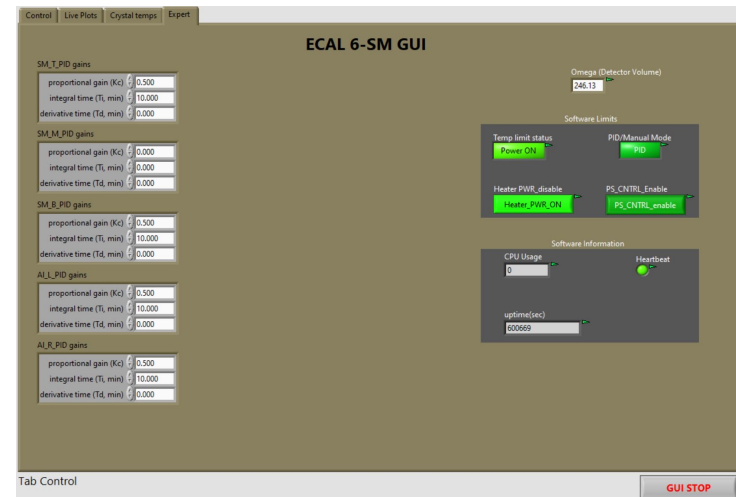 Control Live Plots Crystal temps Expert
ECAL 6-SM GUI
SM_T_PID gains
proportional gain (Kc) 0.500
integral time (Ti, min) 10.000
derivative time (Td, min) 0.000
SM_M_PID gains
proportional gain (Kc) 0.000
integral time (Ti, min) 0.000
derivative time (Td, min) 0.000
SM_B_PID gains
proportional gain (Kc) 0.500
integral time (Ti, min) 10.000
derivative time (Td, min) 0.000
AI_L_PID gains
proportional gain (Kc) 0.500
integral time (Ti, min) 10.000
derivative time (Td, min) 0.000
AI_R_PID gains
proportional gain (Kc) 0.500
integral time (Ti, min) 10.000
derivative time (Td, min) 0.000
Omega (Detector Volume)
246.13
Software Limits
Temp limit status PID/Manual Mode
Power ON PID
Heater PWR_disable PS_CNTRL_Enable
Heater_PWR_ON PS_CNTRL_enable
Software Information
CPU Usage Heartbeat
0
uptime(sec)
600669
Tab Control
GUI STOP